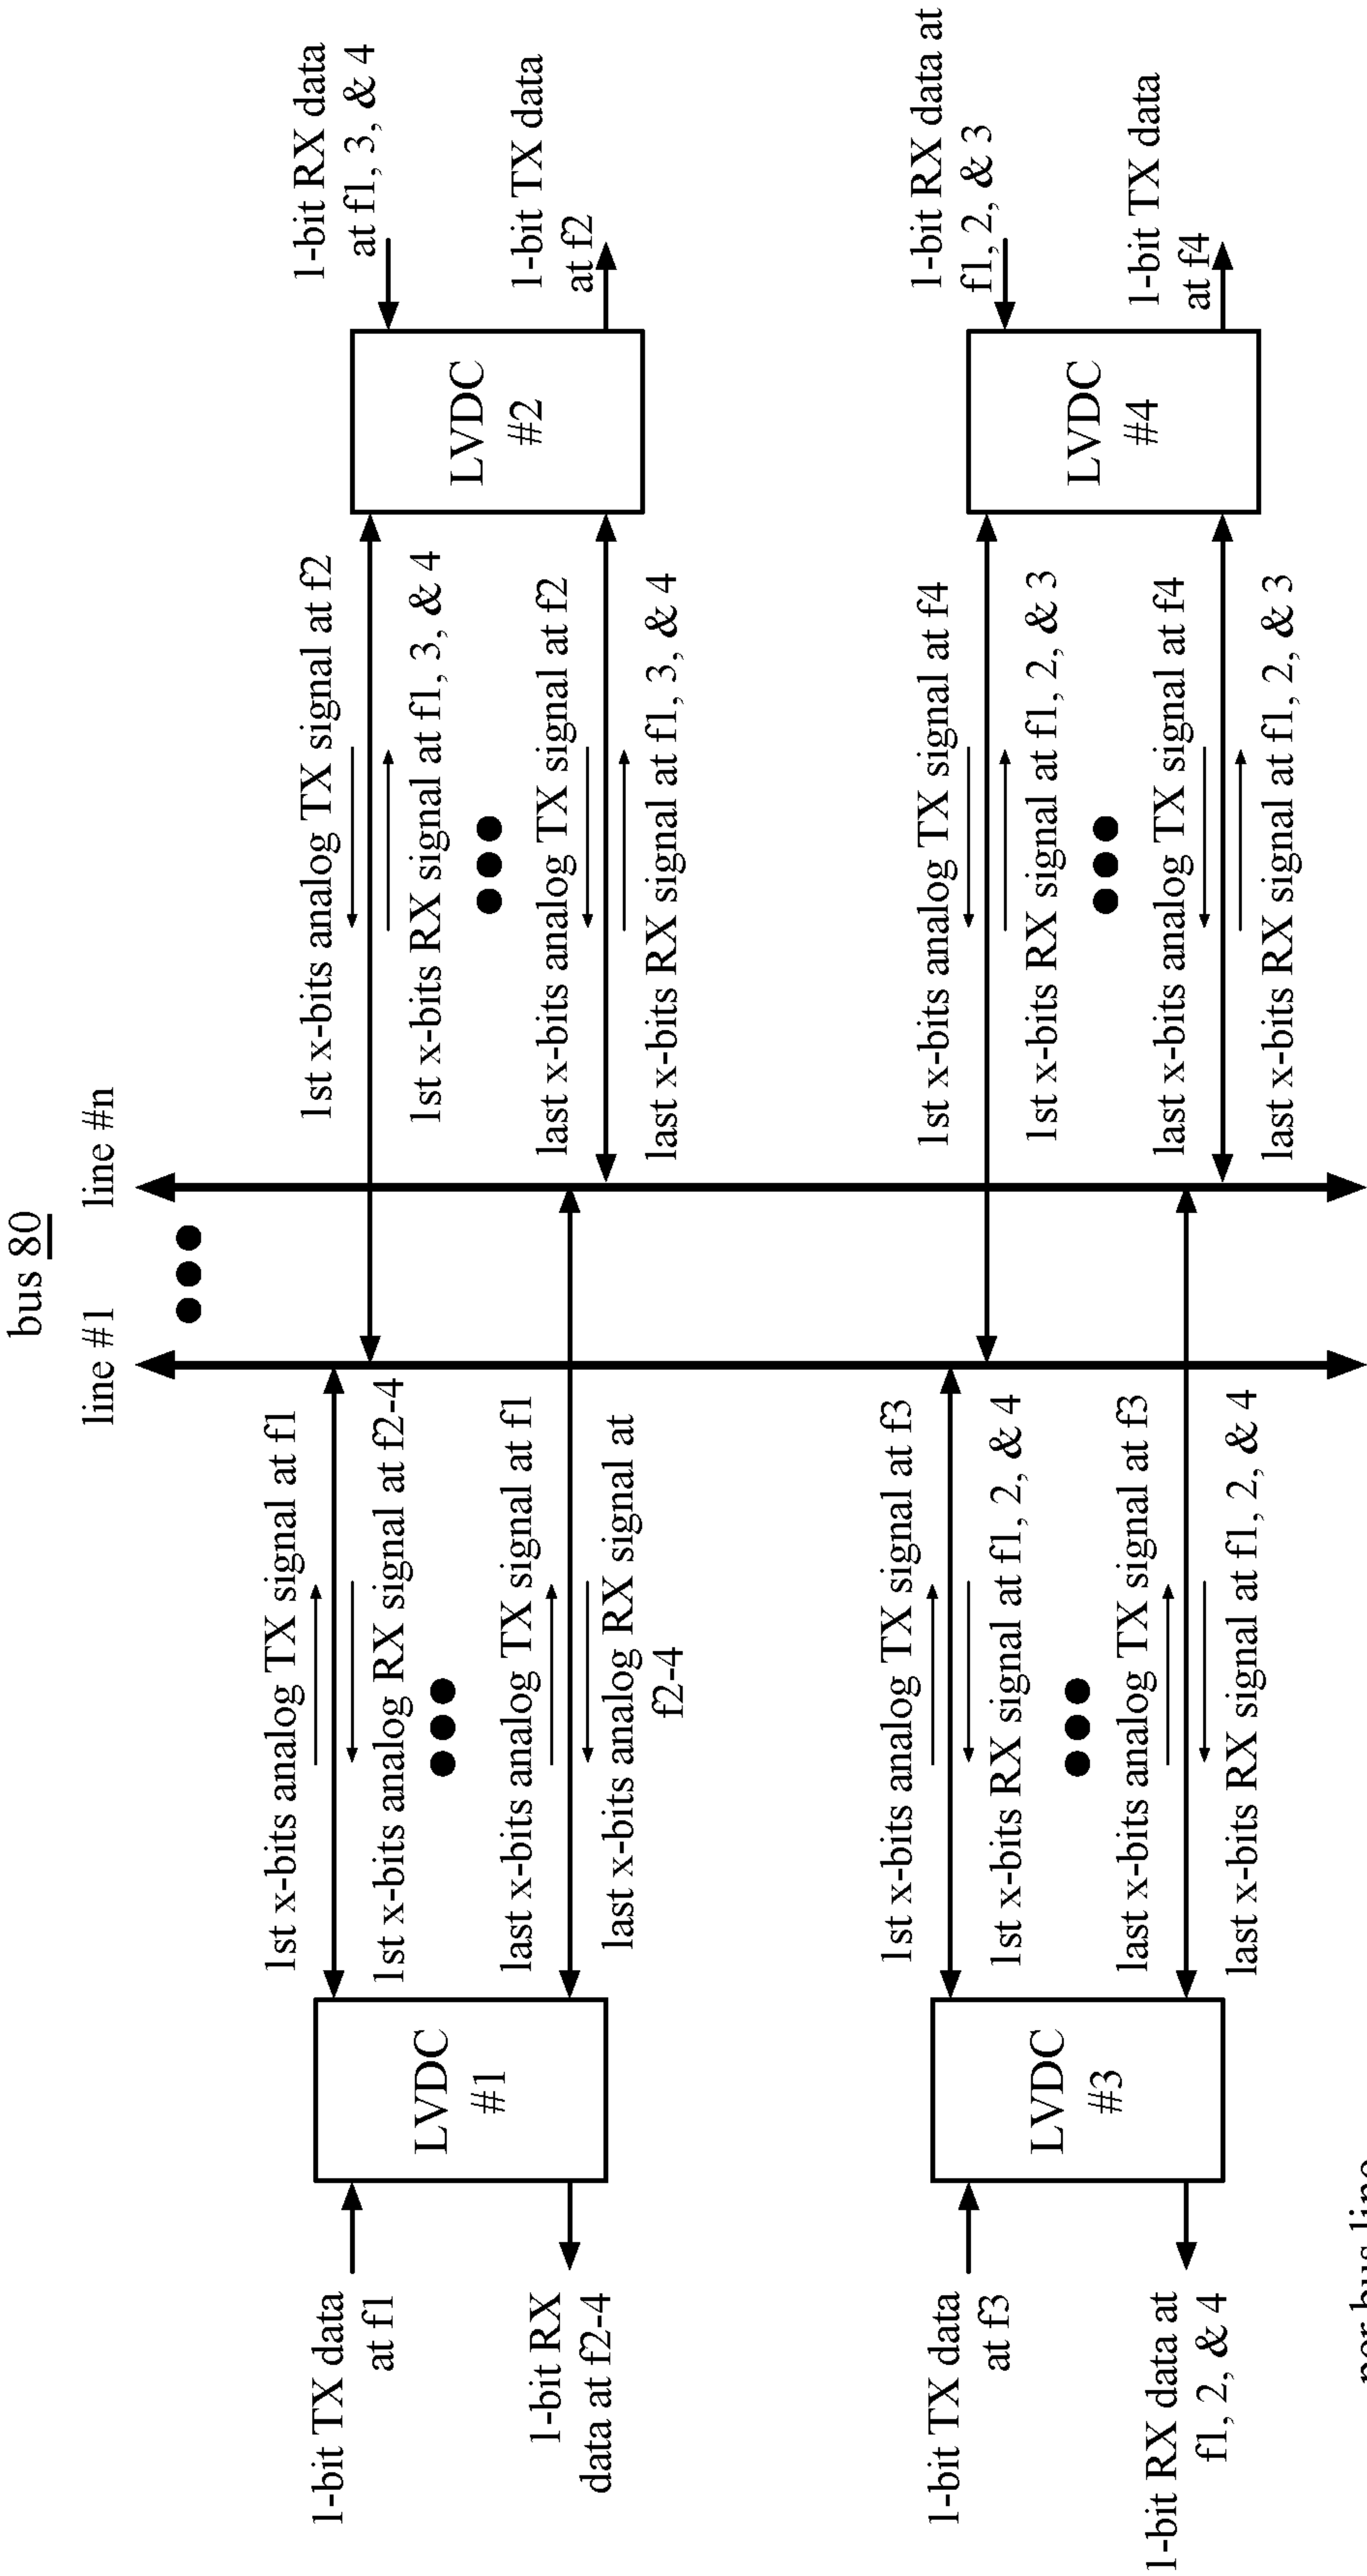 bus 80
line #1
line #n
1st x-bits analog TX signal at f1
1st x-bits analog RX signal at f2-4
last x-bits analog TX signal at f1
last x-bits analog RX signal at
f2-4
LVDC
#1
1-bit TX data
at f1
1-bit RX
data at f2-4
1st x-bits analog TX signal at f2
1st x-bits RX signal at f1, 3, & 4
last x-bits analog TX signal at f2
last x-bits RX signal at f1, 3, & 4
LVDC
#2
1-bit RX data
at f1, 3, & 4
1-bit TX data
at f2
1st x-bits analog TX signal at f3
1st x-bits RX signal at f1, 2, & 4
last x-bits analog TX signal at f3
last x-bits RX signal at f1, 2, & 4
LVDC
#3
1-bit TX data
at f3
1-bit RX data at
f1, 2, & 4
1st x-bits analog TX signal at f4
1st x-bits RX signal at f1, 2, & 3
last x-bits analog TX signal at f4
last x-bits RX signal at f1, 2, & 3
LVDC
#4
1-bit RX data at
f1, 2, & 3
1-bit TX data
at f4
per bus line